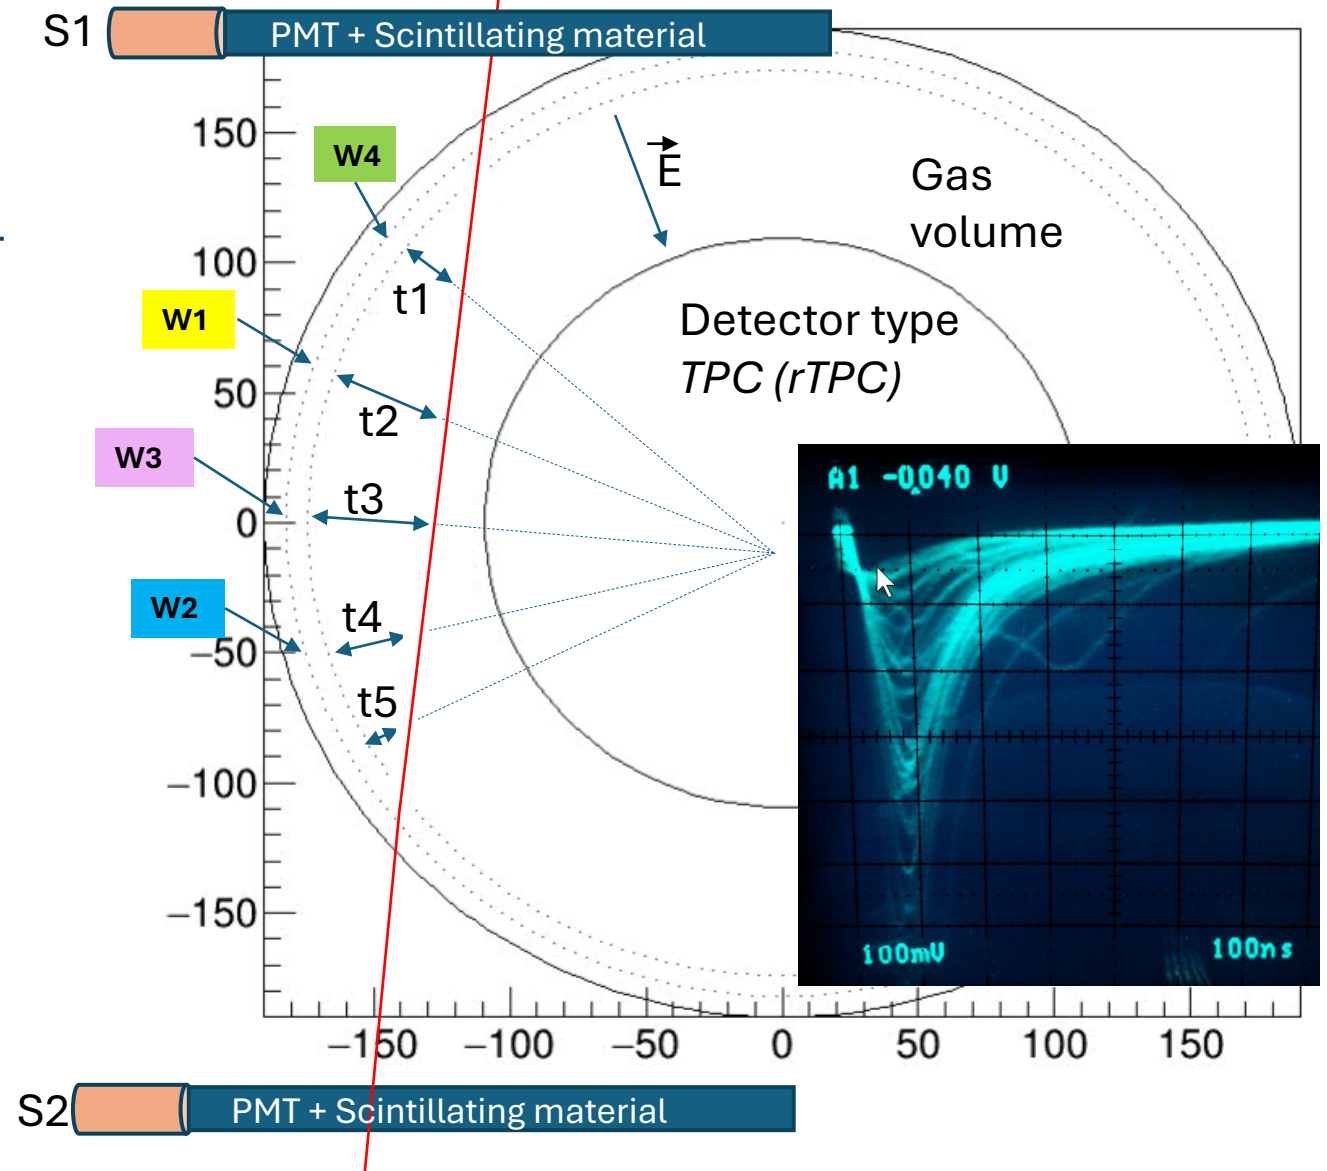 S1
PMT + Scintillating material
150
W4
E
Gas
volume
100
t1
W1
Detector type
TPC (rTPC)
50
t2
W3
t3
0
A1 -0.040 V
W2
t4
−50
t5
−100
−150
100mV
100ns
−150
−100
−50
0
50
100
150
S2
PMT + Scintillating material